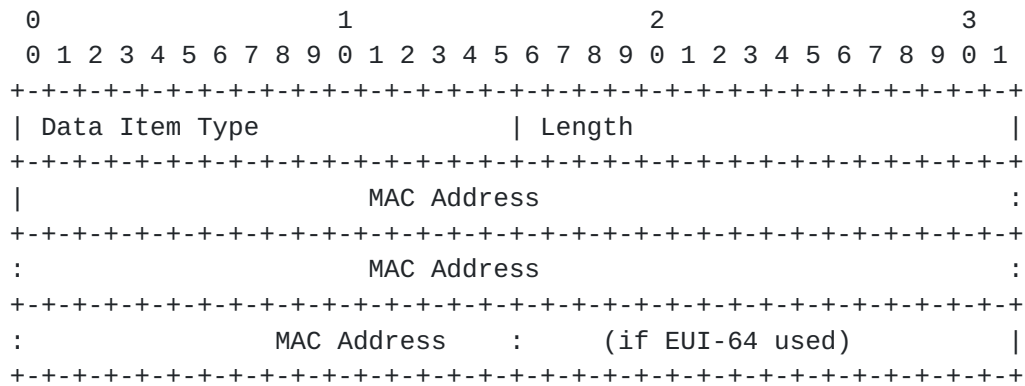 0                   1                   2                   3
 0 1 2 3 4 5 6 7 8 9 0 1 2 3 4 5 6 7 8 9 0 1 2 3 4 5 6 7 8 9 0 1
+-+-+-+-+-+-+-+-+-+-+-+-+-+-+-+-+-+-+-+-+-+-+-+-+-+-+-+-+-+-+-+-+
| Data Item Type                | Length                        |
+-+-+-+-+-+-+-+-+-+-+-+-+-+-+-+-+-+-+-+-+-+-+-+-+-+-+-+-+-+-+-+-+
|                      MAC Address                              :
+-+-+-+-+-+-+-+-+-+-+-+-+-+-+-+-+-+-+-+-+-+-+-+-+-+-+-+-+-+-+-+-+
:                      MAC Address                              :
+-+-+-+-+-+-+-+-+-+-+-+-+-+-+-+-+-+-+-+-+-+-+-+-+-+-+-+-+-+-+-+-+
:                MAC Address    :     (if EUI-64 used)          |
+-+-+-+-+-+-+-+-+-+-+-+-+-+-+-+-+-+-+-+-+-+-+-+-+-+-+-+-+-+-+-+-+